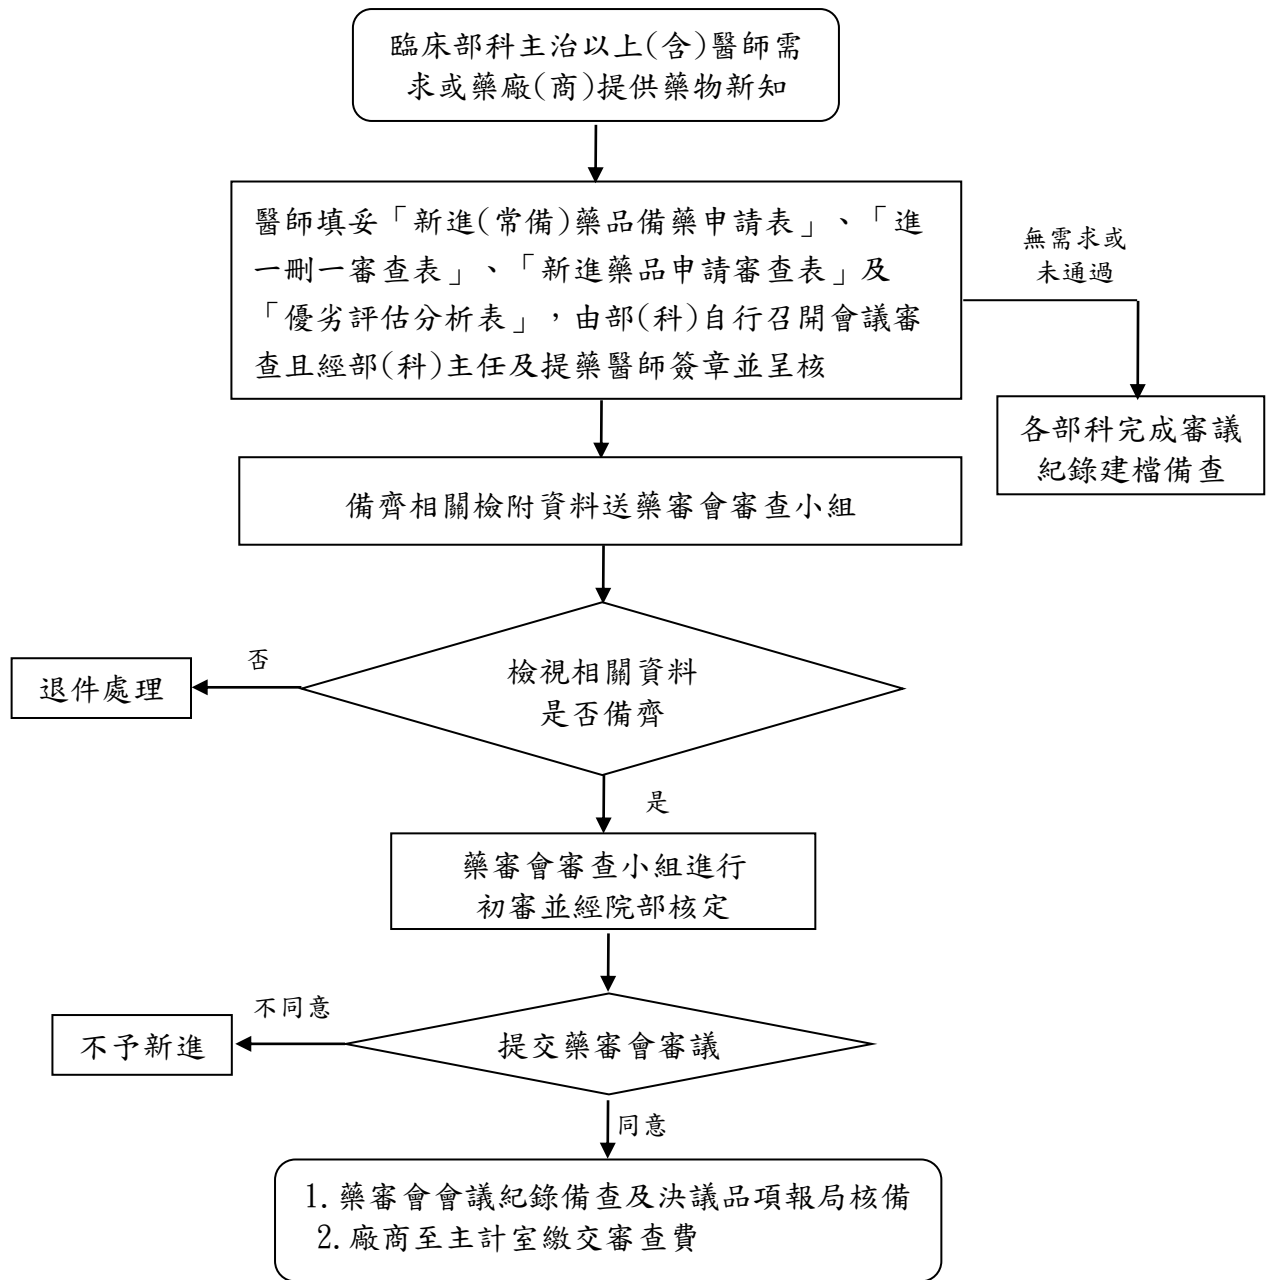 臨床部科主治以上(含)醫師需
求或藥廠(商)提供藥物新知
醫師填妥「新進(常備)藥品備藥申請表」、「進
一刪一審查表」、「新進藥品申請審查表」及
「優劣評估分析表」，由部(科)自行召開會議審
查且經部(科)主任及提藥醫師簽章並呈核
無需求或
未通過
各部科完成審議
紀錄建檔備查
備齊相關檢附資料送藥審會審查小組
檢視相關資料
是否備齊
否
退件處理
是
藥審會審查小組進行
初審並經院部核定
提交藥審會審議
不同意
不予新進
同意
1.藥審會會議紀錄備查及決議品項報局核備
2.廠商至主計室繳交審查費